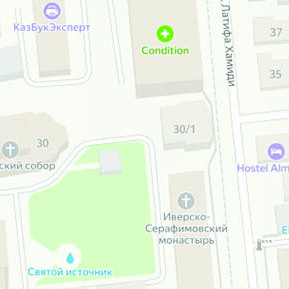 КазБукЭксперт
Condition
Латифа Хамиди
37
35
30/1
30
ский собор
Hostel Alm
Иверско-
Серафимовский
монастырь
Святой источник